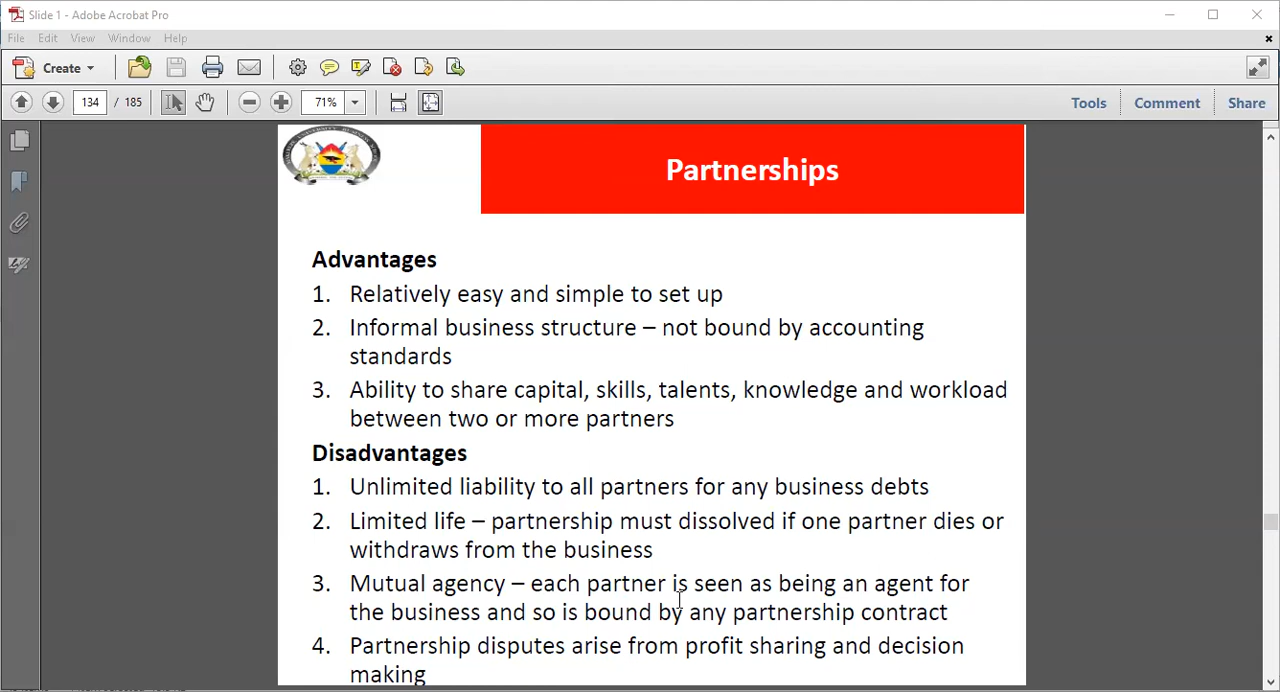 Slide 1 - Adobe Acrobat Pro
File Edit View Window Help
Create
134 / 185 71% Tools Comment Share
Partnerships
Advantages
1. Relatively easy and simple to set up
2. Informal business structure – not bound by accounting
standards
3. Ability to share capital, skills, talents, knowledge and workload
between two or more partners
Disadvantages
1. Unlimited liability to all partners for any business debts
2. Limited life – partnership must dissolved if one partner dies or
withdraws from the business
3. Mutual agency – each partner is seen as being an agent for
the business and so is bound by any partnership contract
4. Partnership disputes arise from profit sharing and decision
making